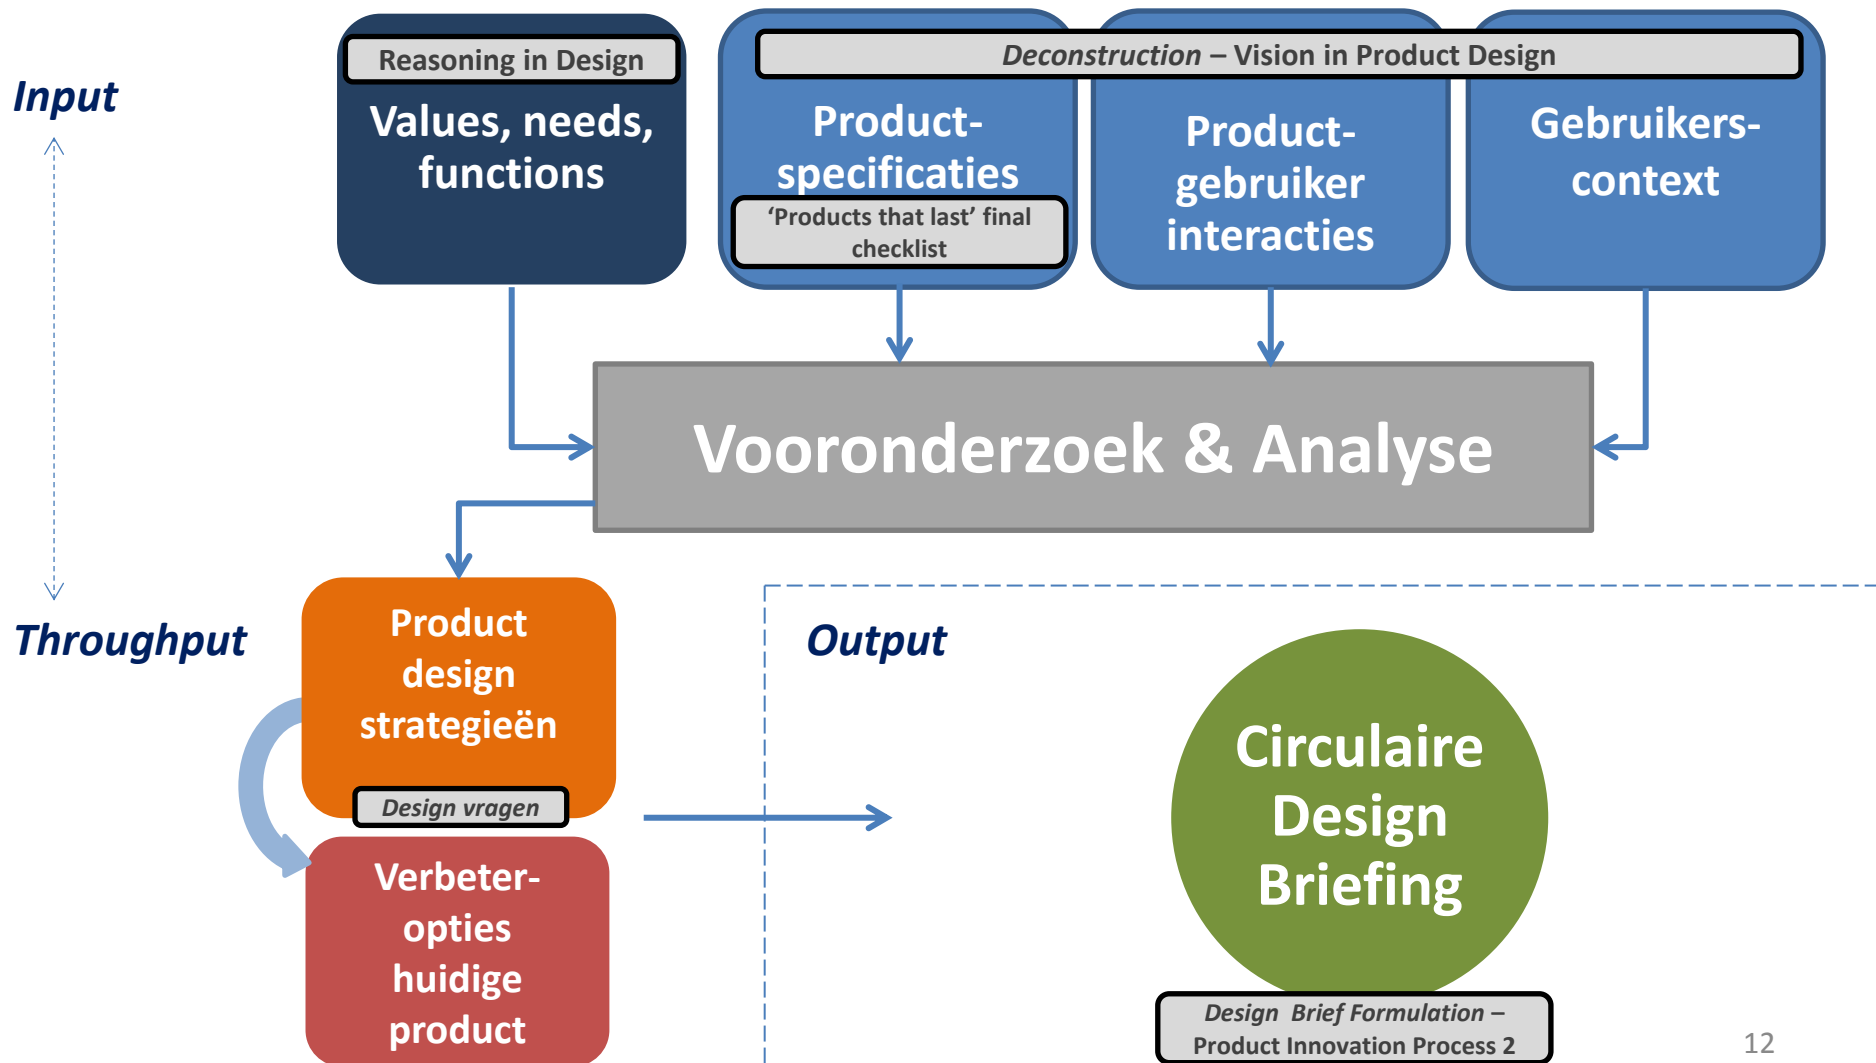 Input
Reasoning in Design
Values, needs,
functions
Deconstruction – Vision in Product Design
Product-
specificaties
‘Products that last’ final
checklist
Product-
gebruiker
interacties
Gebruikers-
context
Vooronderzoek & Analyse
Throughput
Product
design
strategieën
Design vragen
Verbeter-
opties
huidige
product
Output
Circulaire
Design
Briefing
Design  Brief Formulation –
Product Innovation Process 2
12